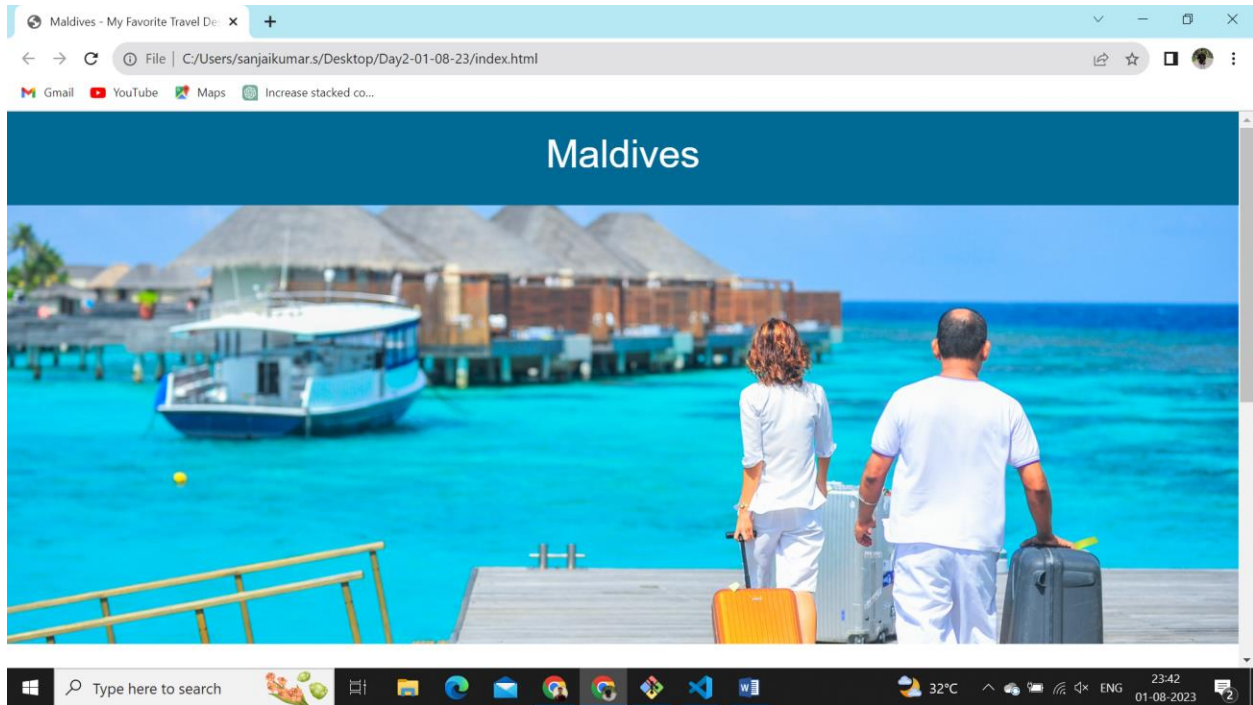 Maldives - My Favorite Travel De
File | C:/Users/sanjaikumar.s/Desktop/Day2-01-08-23/index.html
Gmail YouTube Maps Increase stacked co...
Maldives
Type here to search 32°C ENG 23:42
01-08-2023 2